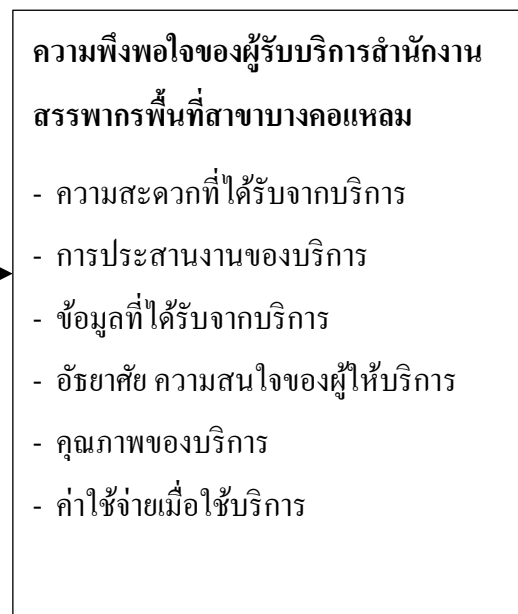 ความพึงพอใจของผู้รับบริการสำนักงาน
สรรพากรพื้นที่สาขาบางคอแหลม
- ความสะดวกที่ได้รับจากบริการ
- การประสานงานของบริการ
- ข้อมูลที่ได้รับจากบริการ
- อัธยาศัย ความสนใจของผู้ให้บริการ
- คุณภาพของบริการ
- ค่าใช้จ่ายเมื่อใช้บริการ